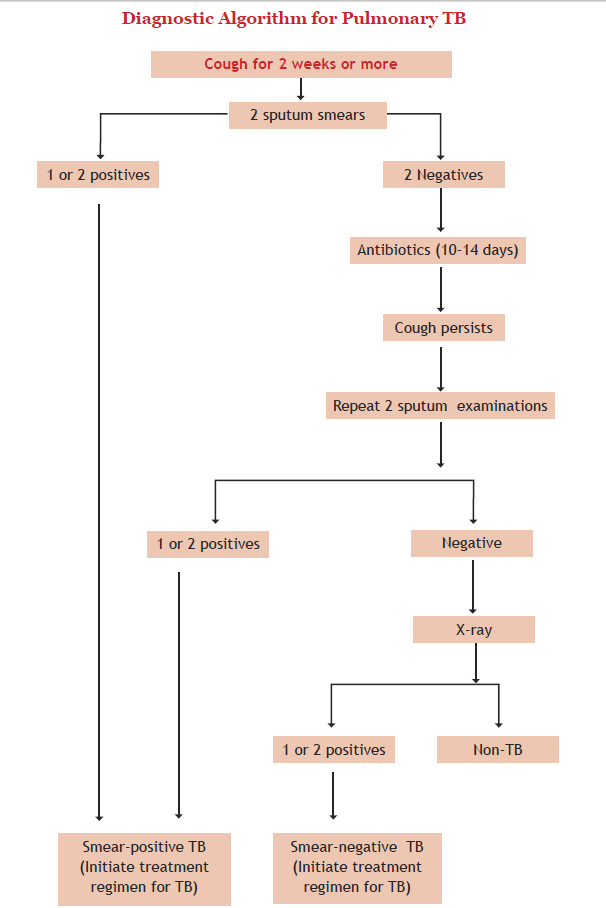 Diagnostic Algorithm for Pulmonary TB
Cough for 2 weeks or more
2 sputum smears
1 or 2 positives
2 Negatives
Antibiotics (10-14 days)
Cough persists
Repeat 2 sputum examinations
1 or 2 positives
Negative
X-ray
1 or 2 positives
Non-TB
Smear-positive TB
(Initiate treatment
regimen for TB)
Smear-negative TB
(Initiate treatment
regimen for TB)